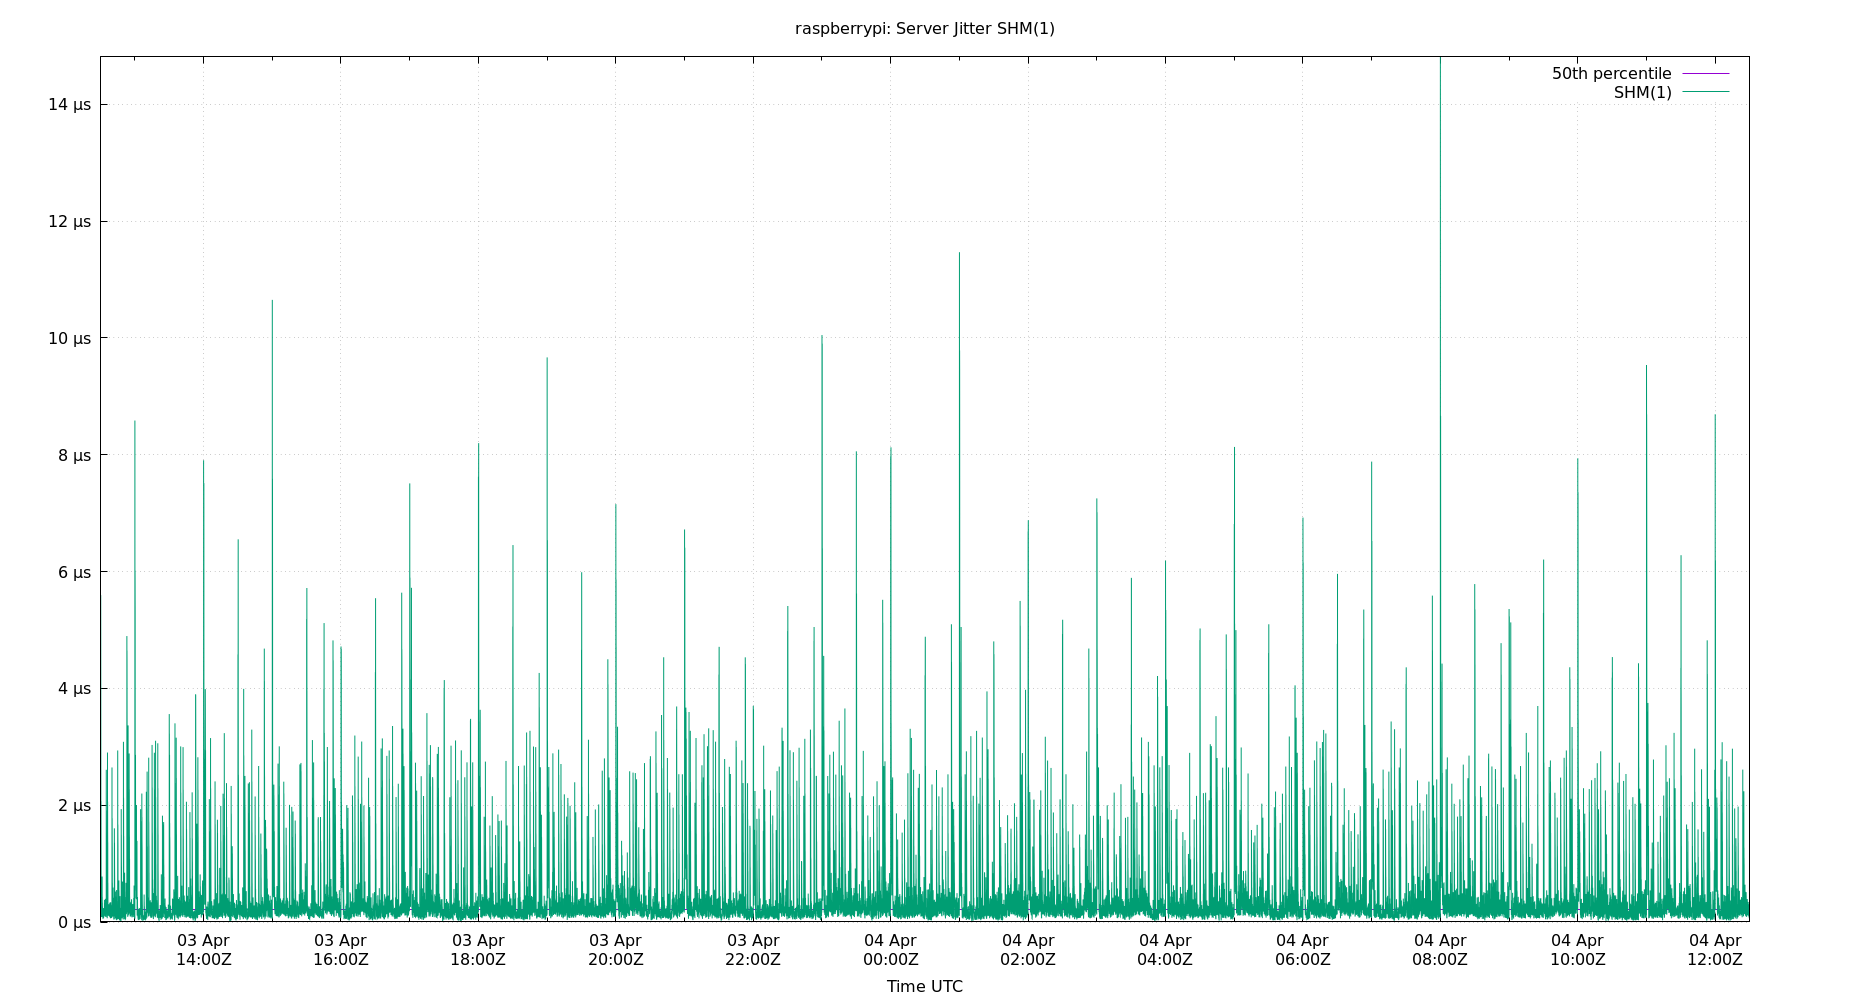 raspberrypi: Server Jitter SHM(1)
50th percentile
SHM(1)
14 µs
12 µs
10 µs
8 µs
6 µs
4 µs
2 µs
0 µs
03 Apr 03 Apr 03 Apr 03 Apr 03 Apr 04 Apr 04 Apr 04 Apr 04 Apr 04 Apr 04 Apr 04 Apr
14:00Z 16:00Z 18:00Z 20:00Z 22:00Z 00:00Z 02:00Z 04:00Z 06:00Z 08:00Z 10:00Z 12:00Z
Time UTC